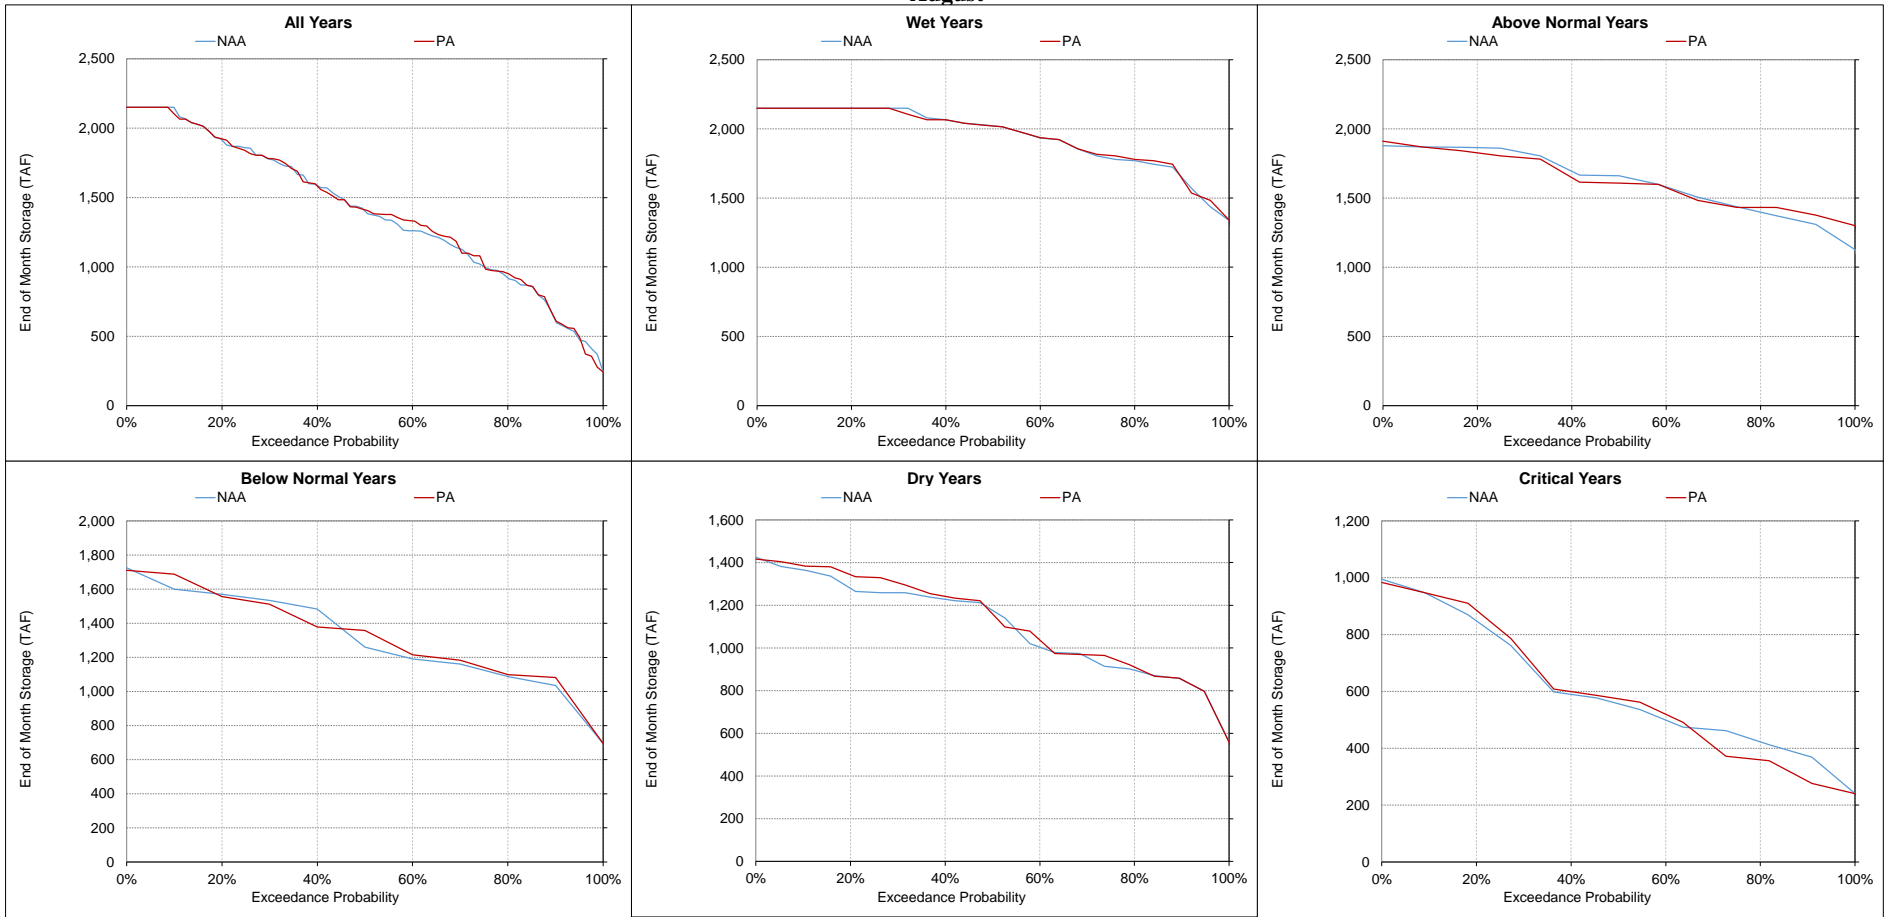 August
All Years
NAA PA
End of Month Storage (TAF)
2,500
2,000
1,500
1,000
500
0
0% 20% 40% 60% 80% 100%
Exceedance Probability
Wet Years
NAA PA
End of Month Storage (TAF)
2,500
2,000
1,500
1,000
500
0
0% 20% 40% 60% 80% 100%
Exceedance Probability
Above Normal Years
NAA PA
End of Month Storage (TAF)
2,500
2,000
1,500
1,000
500
0
0% 20% 40% 60% 80% 100%
Exceedance Probability
Below Normal Years
NAA PA
End of Month Storage (TAF)
2,000
1,800
1,600
1,400
1,200
1,000
800
600
400
200
0
0% 20% 40% 60% 80% 100%
Exceedance Probability
Dry Years
NAA PA
End of Month Storage (TAF)
1,600
1,400
1,200
1,000
800
600
400
200
0
0% 20% 40% 60% 80% 100%
Exceedance Probability
Critical Years
NAA PA
End of Month Storage (TAF)
1,200
1,000
800
600
400
200
0
0% 20% 40% 60% 80% 100%
Exceedance Probability